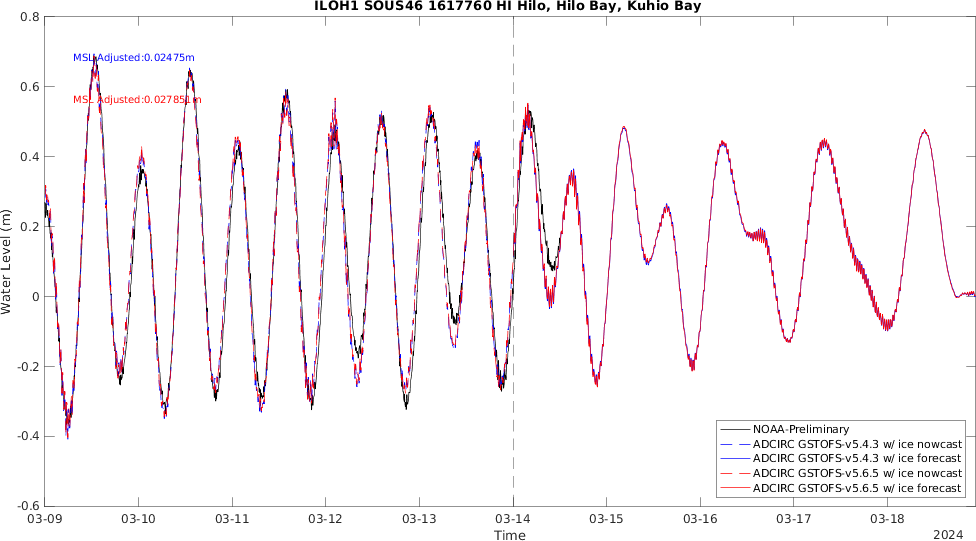 ILOH1 SOUS46 1617760 HI Hilo, Hilo Bay, Kuhio Bay
0.8
0.6
0.4
0.2
0
-0.2
-0.4
-0.6
Water Level (m)
MSL Adjusted:0.02475m
MSL Adjusted:0.027851m
NOAA-Preliminary
ADCIRC GSTOFS-v5.4.3 w/ ice nowcast
ADCIRC GSTOFS-v5.4.3 w/ ice forecast
ADCIRC GSTOFS-v5.6.5 w/ ice nowcast
ADCIRC GSTOFS-v5.6.5 w/ ice forecast
03-09 03-10 03-11 03-12 03-13 03-14 03-15 03-16 03-17 03-18
Time
2024